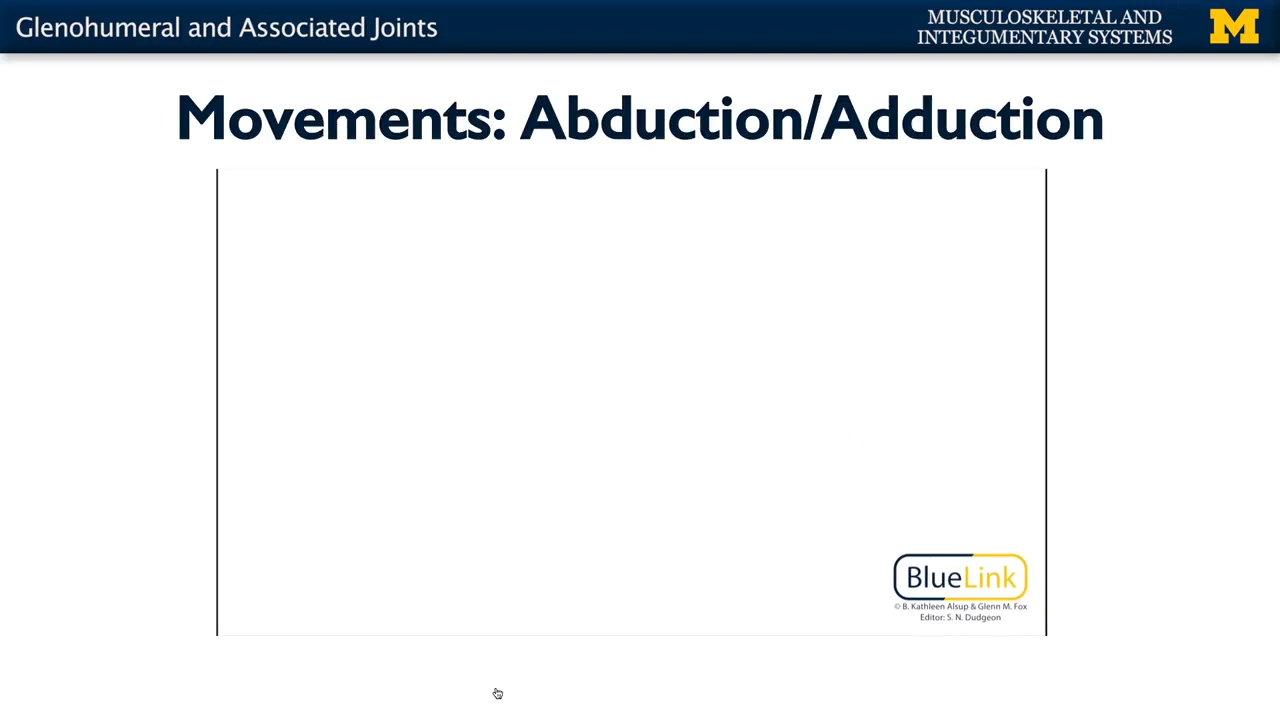 Glenohumeral and Associated Joints
MUSCULOSKELETAL AND
INTEGUMENTARY SYSTEMS
M
Movements: Abduction/Adduction
BlueLink
© B. Kathleen Alsup & Glenn M. Fox
Editor: S. N. Dudgeon